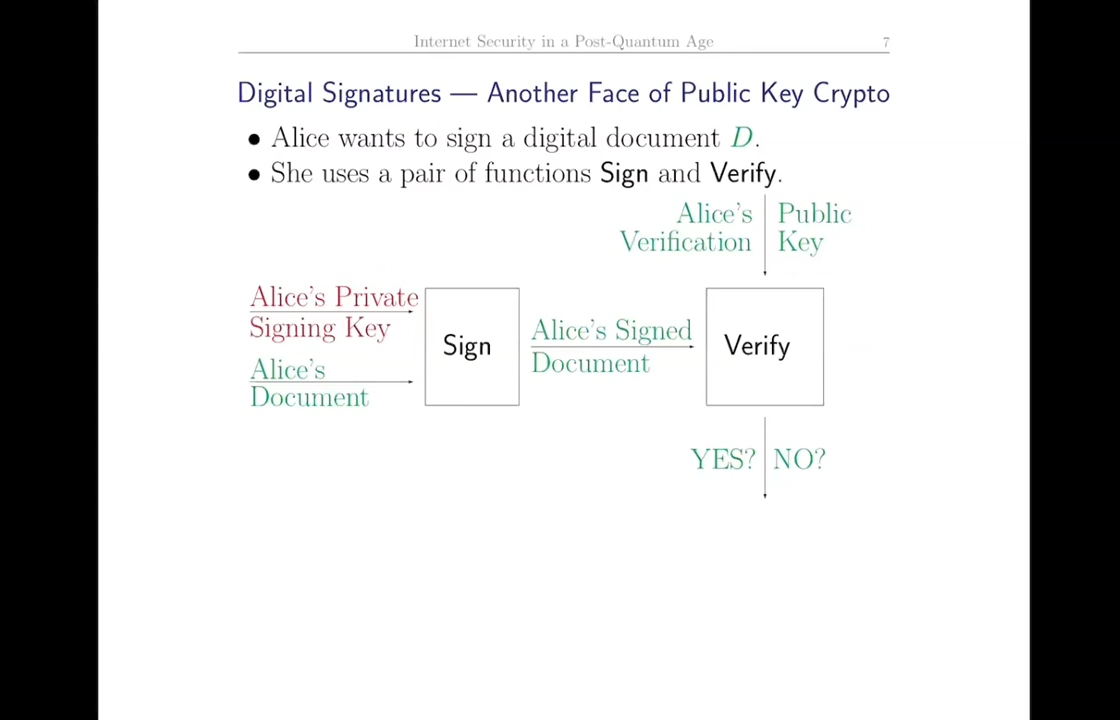 Internet Security in a Post-Quantum Age 7
Digital Signatures — Another Face of Public Key Crypto
• Alice wants to sign a digital document D.
• She uses a pair of functions Sign and Verify.
Alice's Public
Verification Key
Alice's Private
Signing Key
Alice's
Document
Sign
Alice's Signed
Document
Verify
YES? NO?